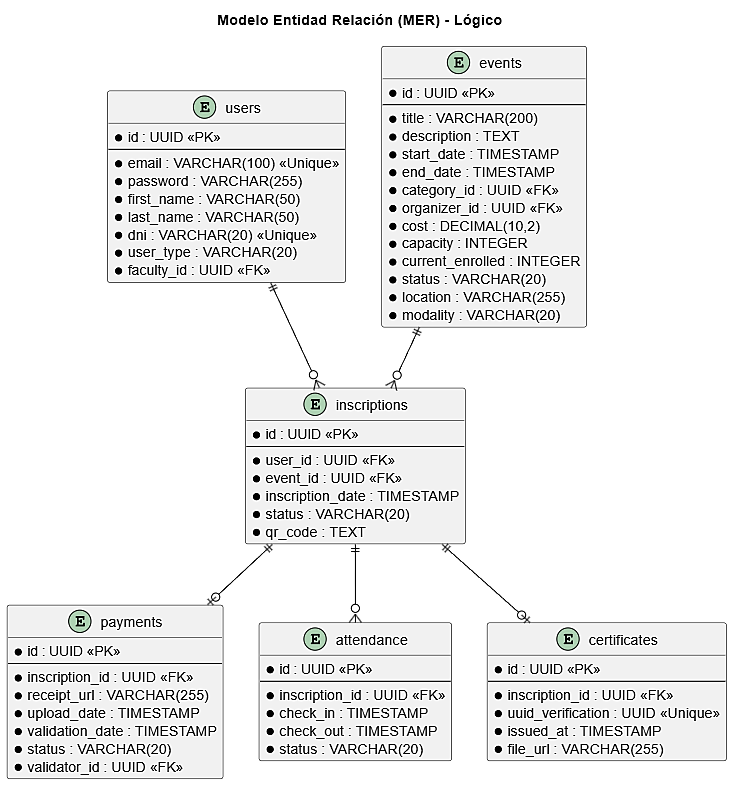 Modelo Entidad Relación (MER) - Lógico
E users
id : UUID «PK»
email : VARCHAR(100) «Unique»
password : VARCHAR(255)
first_name : VARCHAR(50)
last_name : VARCHAR(50)
dni : VARCHAR(20) «Unique»
user_type : VARCHAR(20)
faculty_id : UUID «FK»
E events
id : UUID «PK»
title : VARCHAR(200)
description : TEXT
start_date : TIMESTAMP
end_date : TIMESTAMP
category_id : UUID «FK»
organizer_id : UUID «FK»
cost : DECIMAL(10,2)
capacity : INTEGER
current_enrolled : INTEGER
status : VARCHAR(20)
location : VARCHAR(255)
modality : VARCHAR(20)
E inscriptions
id : UUID «PK»
user_id : UUID «FK»
event_id : UUID «FK»
inscription_date : TIMESTAMP
status : VARCHAR(20)
qr_code : TEXT
E payments
id : UUID «PK»
inscription_id : UUID «FK»
receipt_url : VARCHAR(255)
upload_date : TIMESTAMP
validation_date : TIMESTAMP
status : VARCHAR(20)
validator_id : UUID «FK»
E attendance
id : UUID «PK»
inscription_id : UUID «FK»
check_in : TIMESTAMP
check_out : TIMESTAMP
status : VARCHAR(20)
E certificates
id : UUID «PK»
inscription_id : UUID «FK»
uuid_verification : UUID «Unique»
issued_at : TIMESTAMP
file_url : VARCHAR(255)